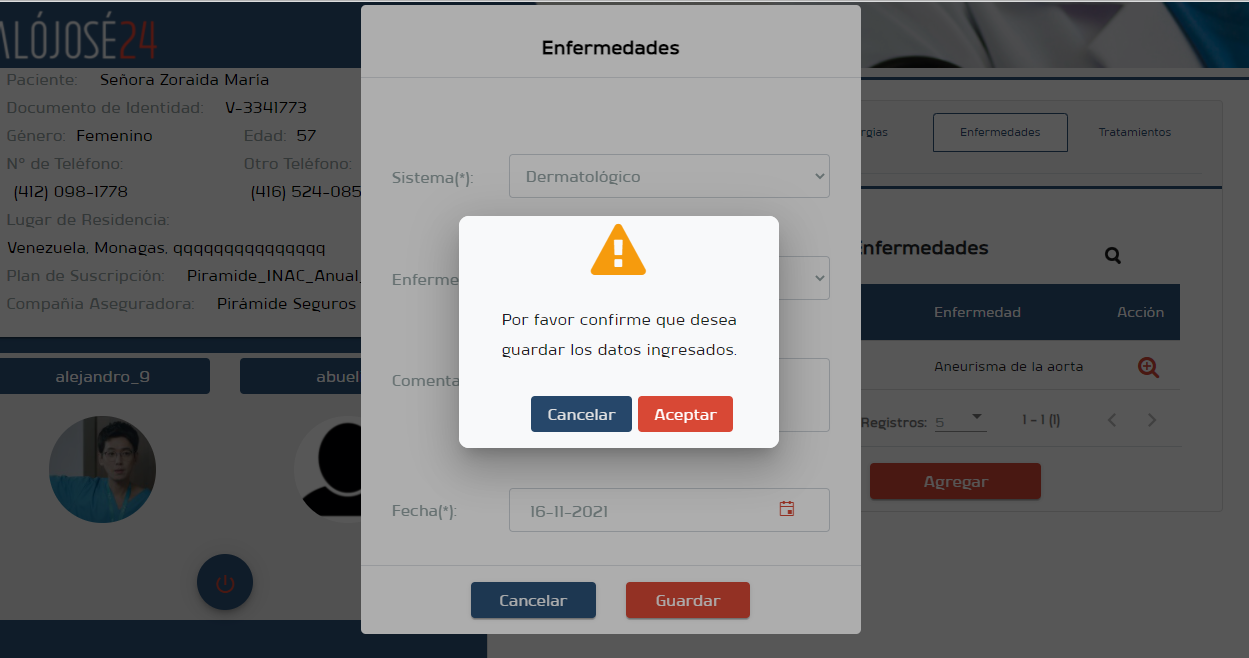 ALÓJOSÉ24
Paciente: Señora Zoraida María
Documento de Identidad: V-3341773
Género: Femenino Edad: 57
N° de Teléfono: Otro Teléfono:
(412) 098-1778 (416) 524-085
Lugar de Residencia:
Venezuela, Monagas, qqqqqqqqqqqqqqq
Plan de Suscripción: Piramide_INAC_Anual,
Compañia Aseguradora: Pirámide Seguros
alejandro_9
abuel
Enfermedades
Sistema(*):
Dermatológico
Enferme
Comenta
Fecha(*):
16-11-2021
Cancelar
Guardar
Por favor confirme que desea
guardar los datos ingresados.
Cancelar
Aceptar
rgias
Enfermedades
Tratamientos
Enfermedades
Enfermedad Acción
Aneurisma de la aorta
Registros: 5 1 - 1 (1)
Agregar